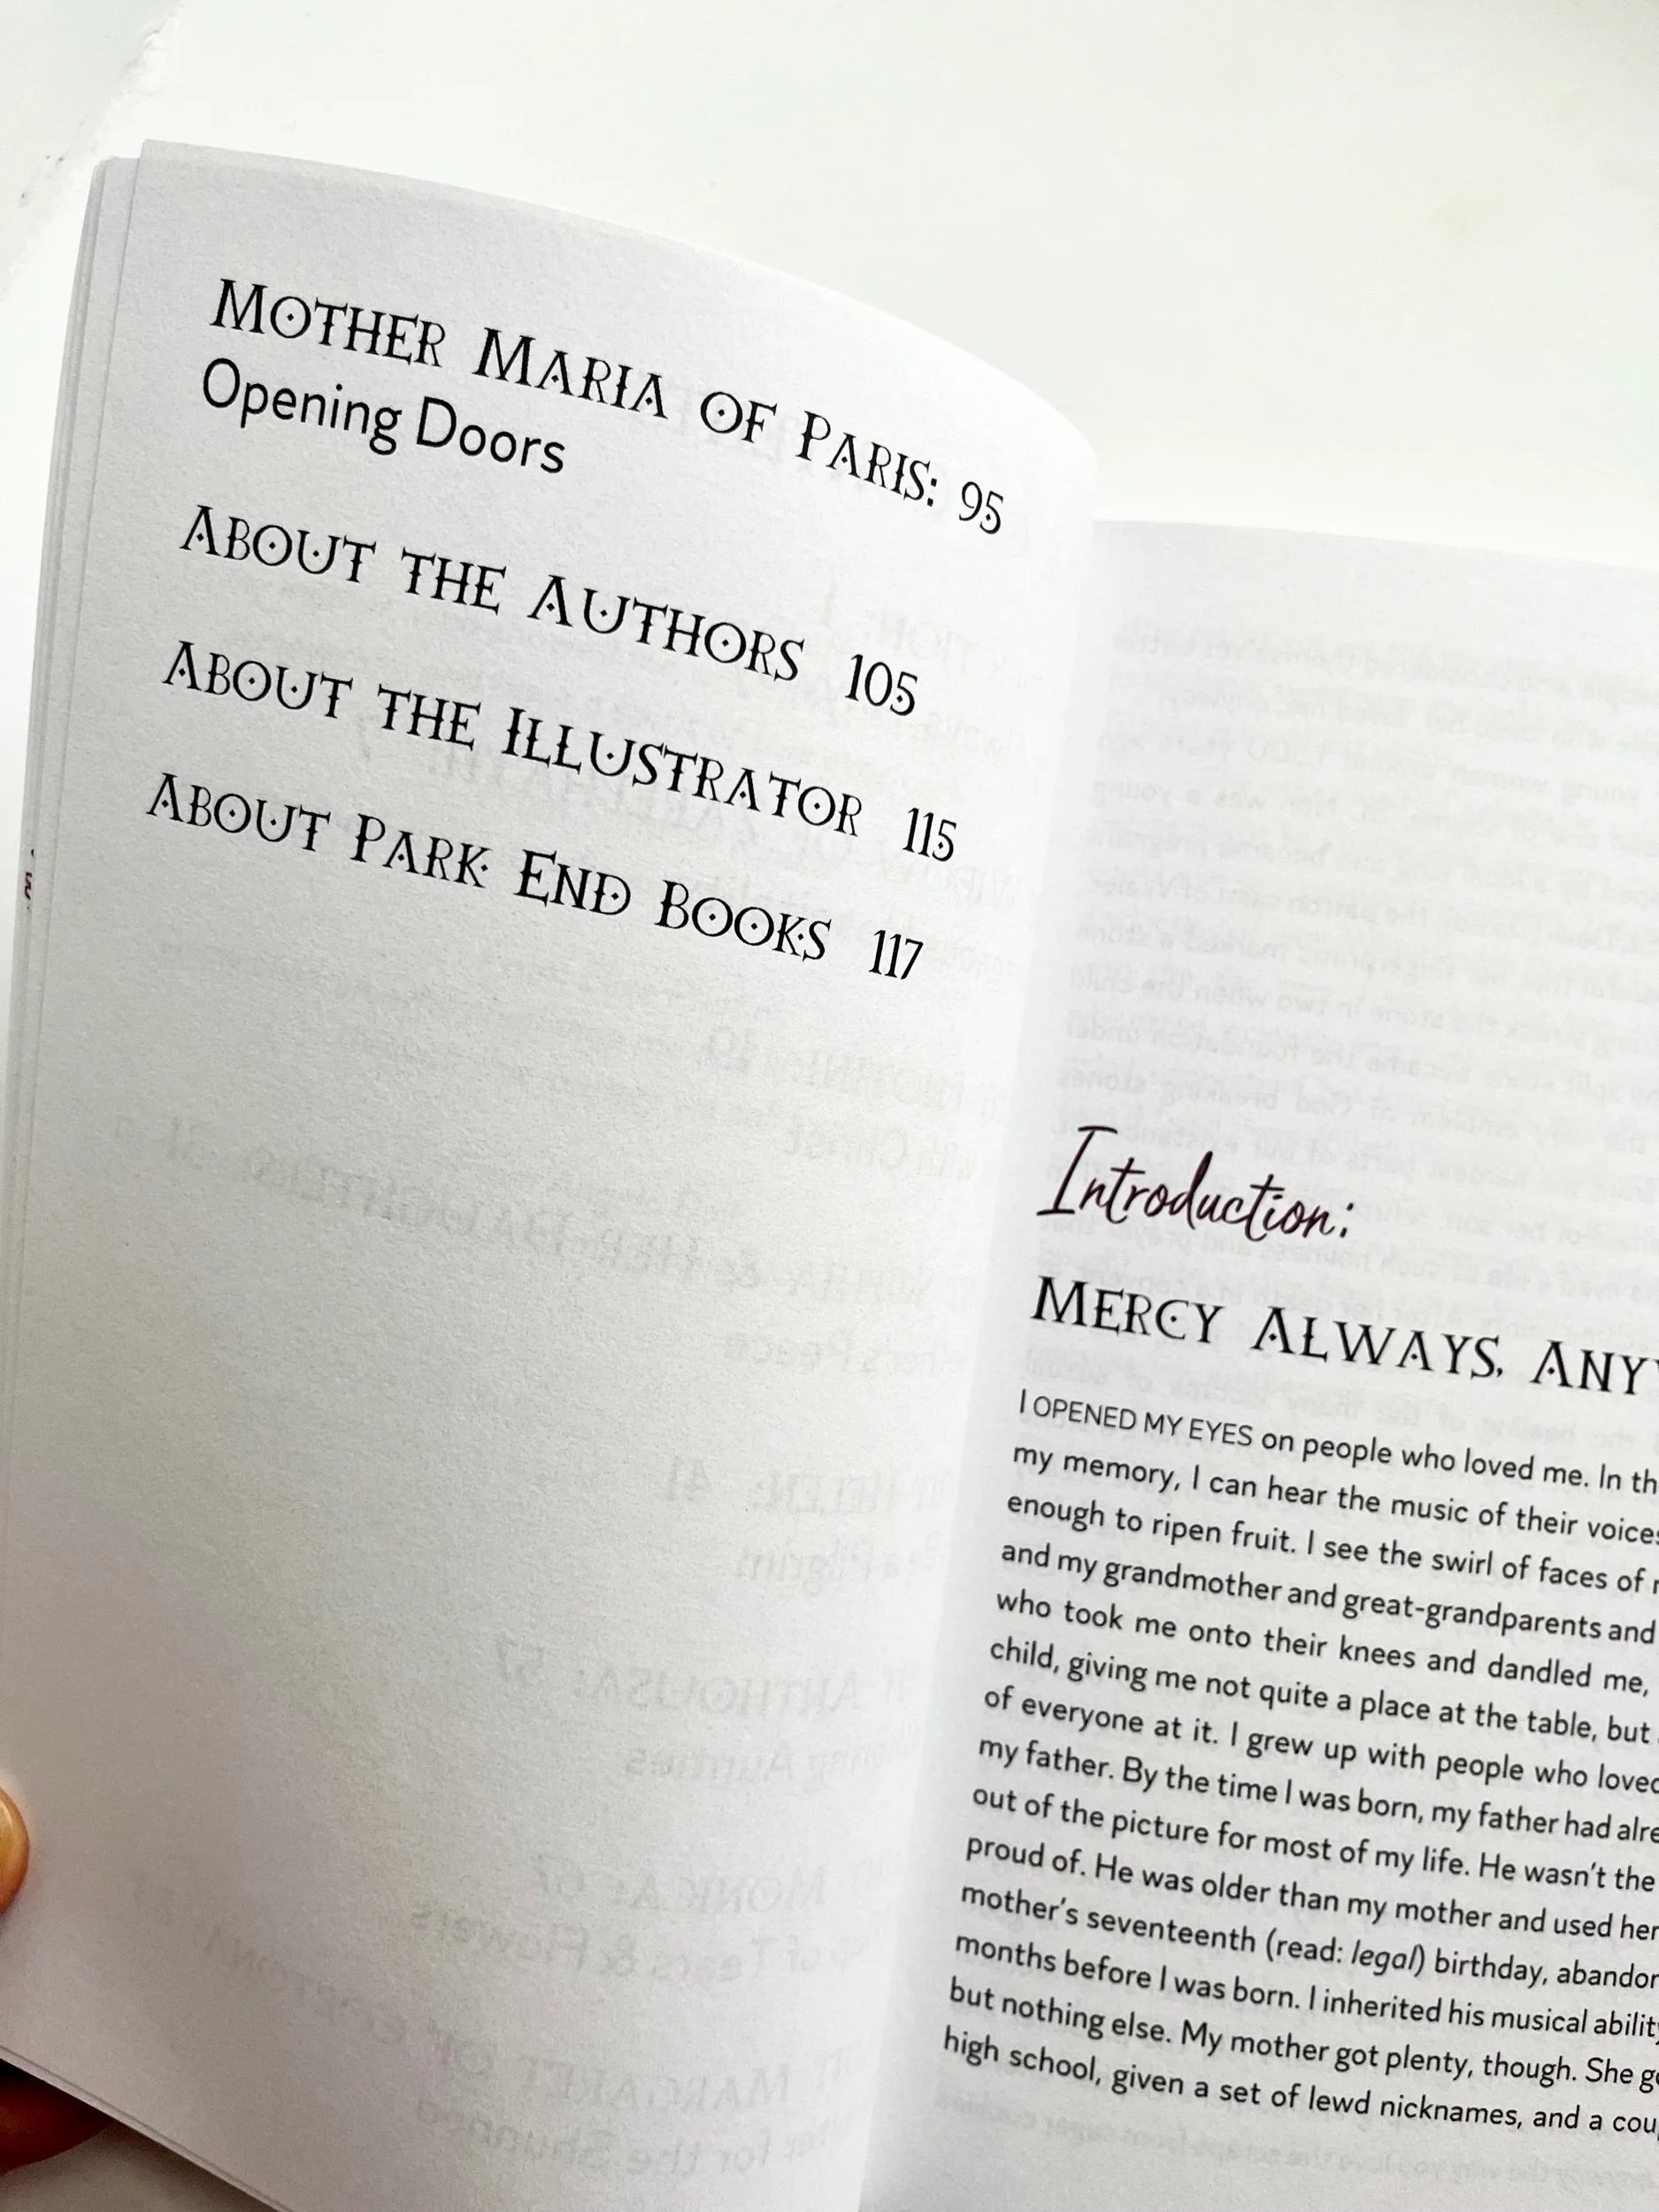 MOTHER MARIA OF PARIS: 95
Opening Doors
ABOUT THE AUTHORS 105
ABOUT THE ILLUSTRATOR 115
ABOUT PARK END BOOKS 117
Introduction:
MERCY ALWAYS, ANY
I OPENED MY EYES on people who loved me. In th
my memory, I can hear the music of their voices
enough to ripen fruit. I see the swirl of faces of
and my grandmother and great-grandparents and
who took me onto their knees and dandled me,
child, giving me not quite a place at the table, but
of everyone at it. I grew up with people who loved
my father. By the time I was born, my father had alre
out of the picture for most of my life. He wasn't the
proud of. He was older than my mother and used her
mother's seventeenth (read: legal) birthday, abandon
months before I was born. I inherited his musical ability
but nothing else. My mother got plenty, though. She g
high school, given a set of lewd nicknames, and a cou